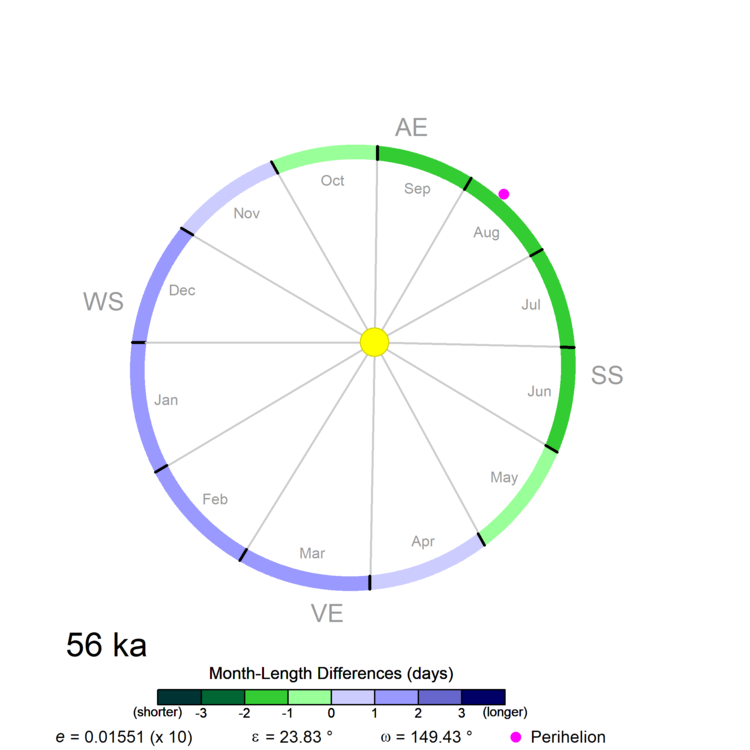 AE
Oct
Sep
Nov
Aug
WS
Dec
Jul
Jan
Jun
SS
Feb
May
Mar
Apr
VE
56 ka
Month-Length Differences (days)
(shorter) -3 -2 -1 0 1 2 3 (longer)
e = 0.01551 (x 10) ε = 23.83 ° ω = 149.43 ° Perihelion